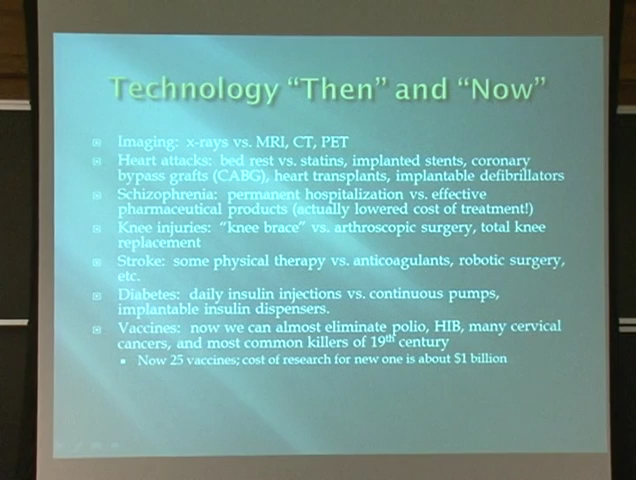 Technology “Then” and “Now”
Imaging: x-rays vs. MRI, CT, PET
Heart attacks: bed rest vs. statins, implanted stents, coronary
bypass grafts (CABG), heart transplants, implantable defibrillators
Schizophrenia: permanent hospitalization vs. effective
pharmaceutical products (actually lowered cost of treatment!)
Knee injuries: “knee brace” vs. arthroscopic surgery, total knee
replacement
Stroke: some physical therapy vs. anticoagulants, robotic surgery,
etc.
Diabetes: daily insulin injections vs. continuous pumps,
implantable insulin dispensers.
Vaccines: now we can almost eliminate polio, HIB, many cervical
cancers, and most common killers of 19th century
Now 25 vaccines; cost of research for new one is about $1 billion